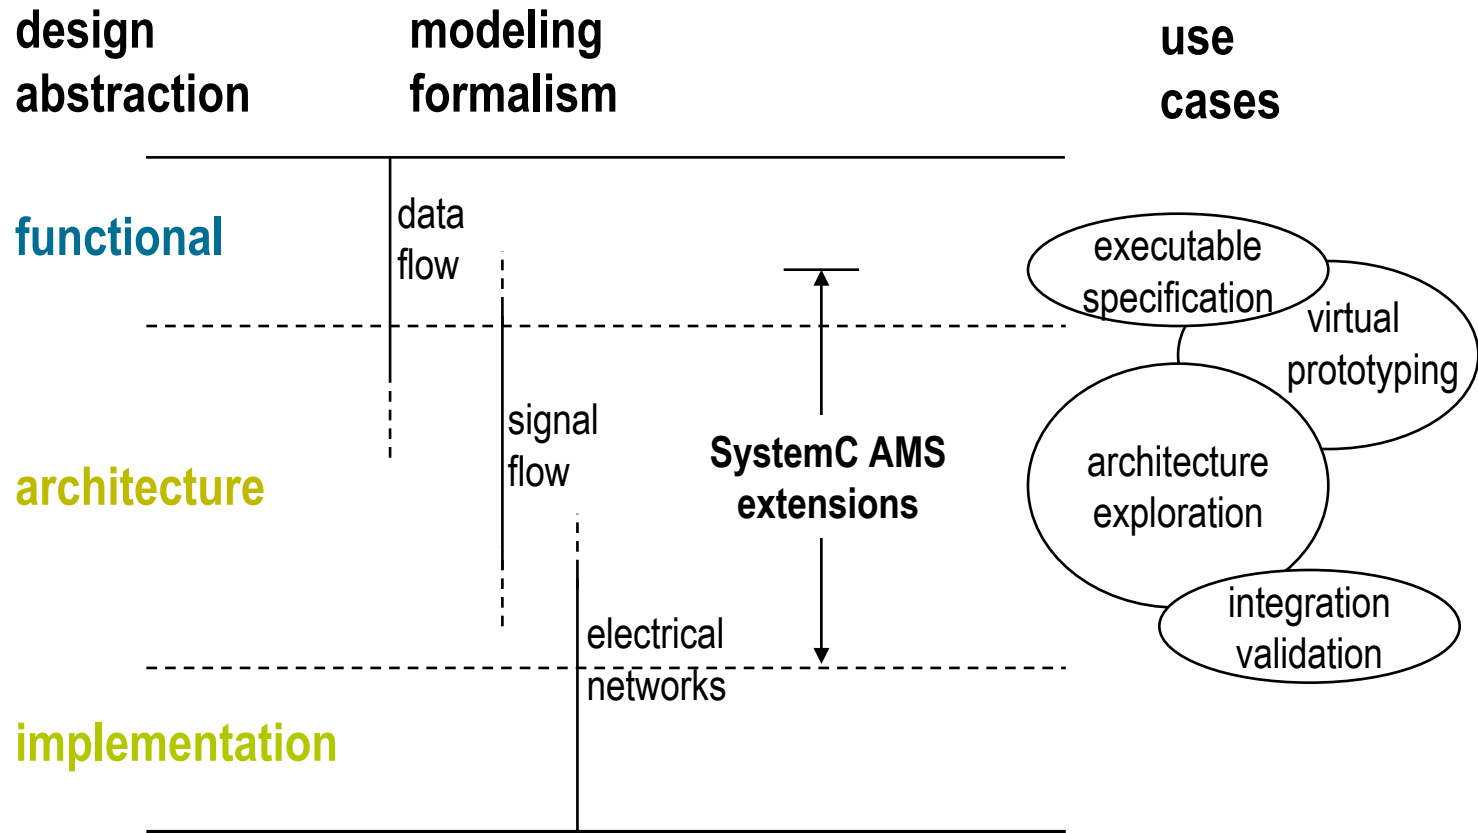 design
abstraction
modeling
formalism
use
cases
functional
data
flow
executable
specification
virtual
prototyping
signal
flow
SystemC AMS
extensions
architecture
architecture
exploration
electrical
networks
integration
validation
implementation